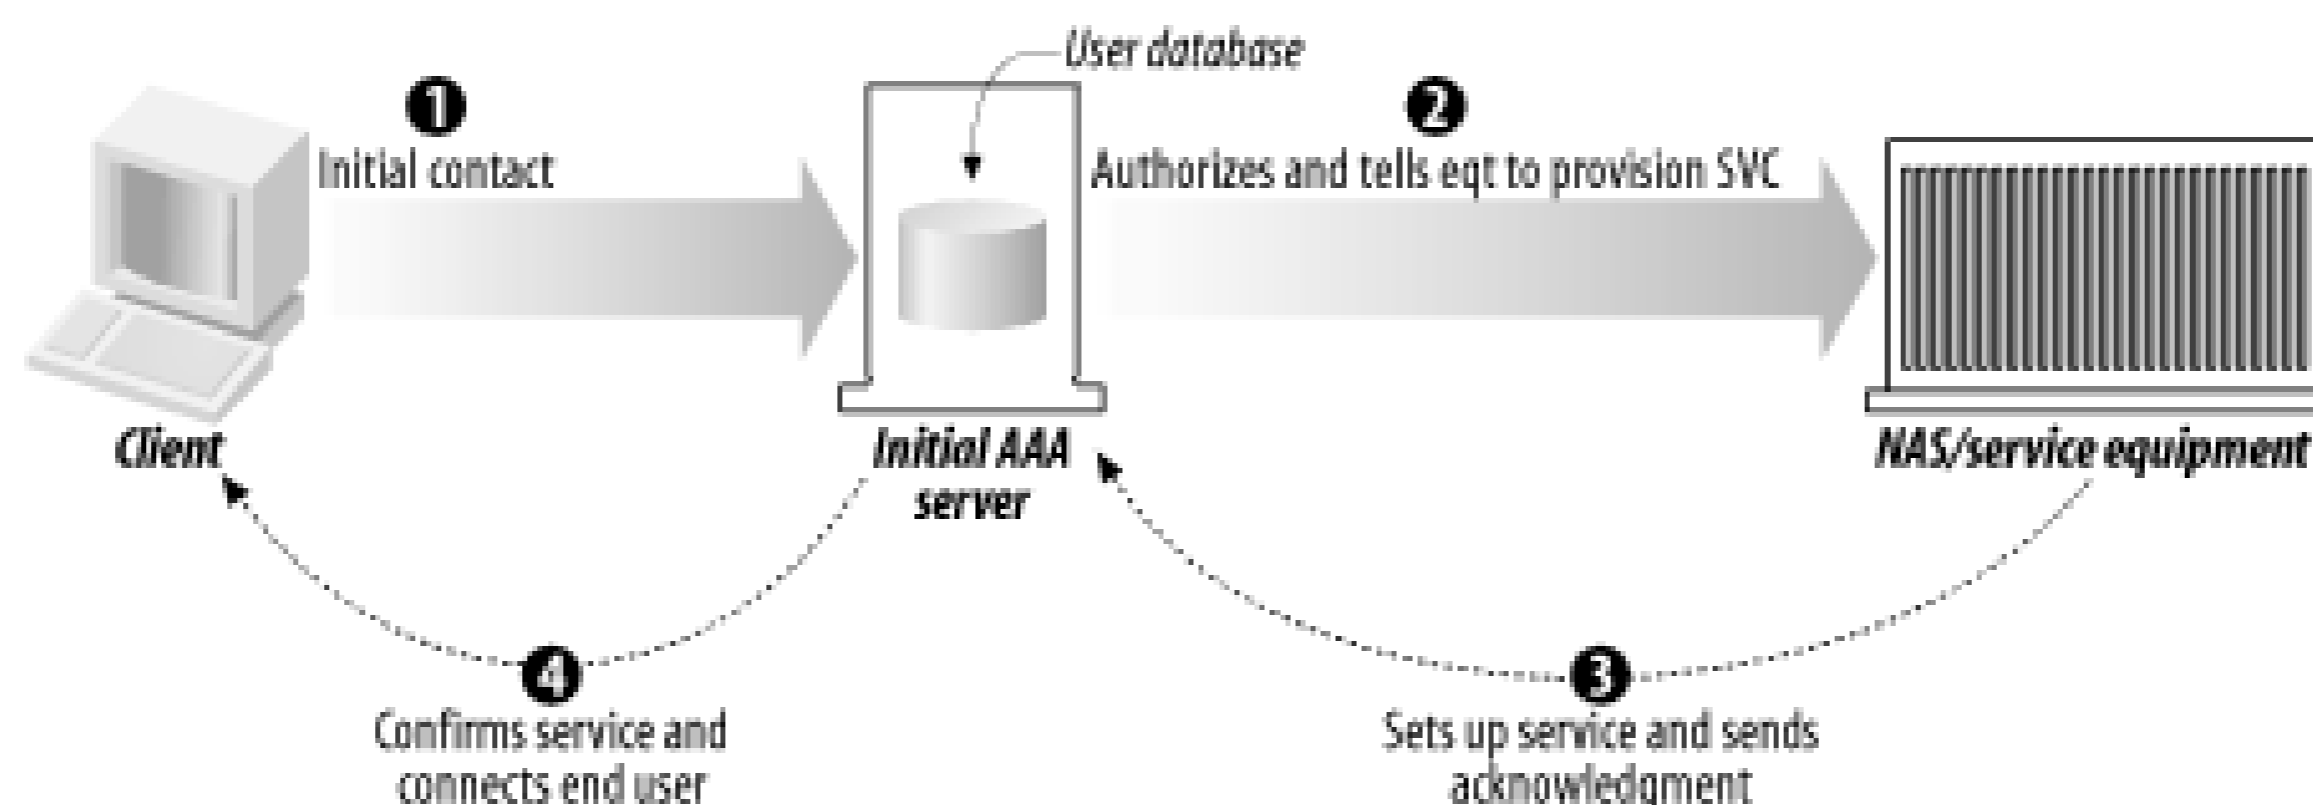 User database
1
Initial contact
2
Authorizes and tells eqt to provision SVC
Client
Initial AAA
server
NAS/service equipment
4
Confirms service and
connects end user
3
Sets up service and sends
acknowledgment